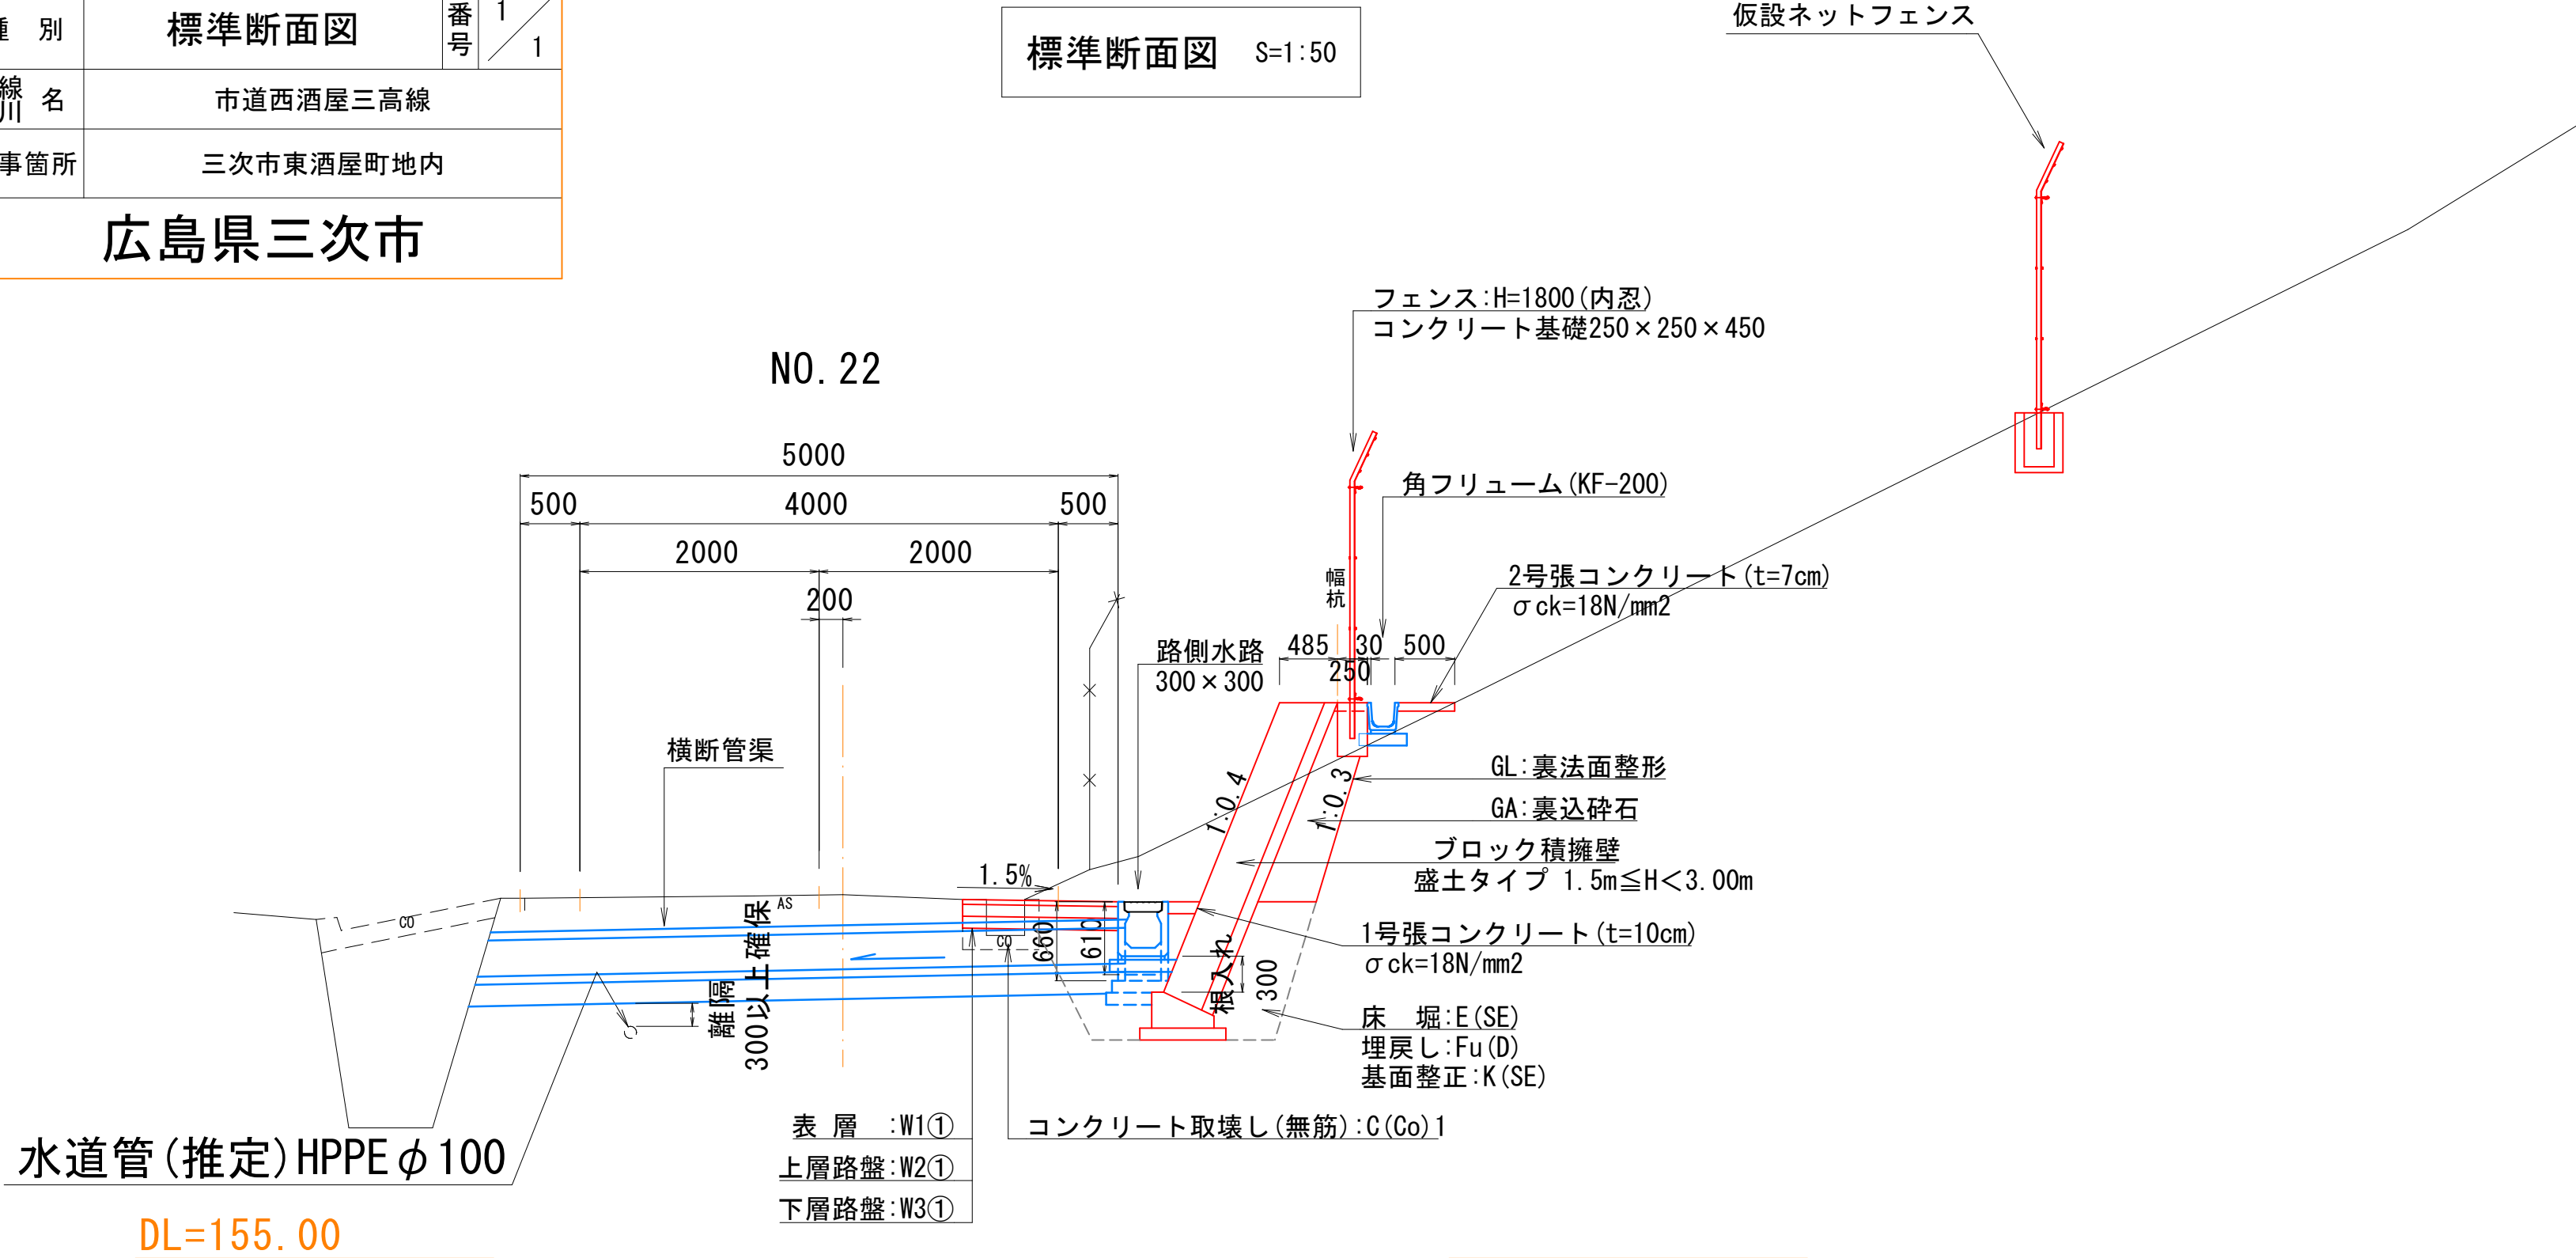 種 別
標準断面図
番号
1/1
線川 名
市道西酒屋三高線
事箇所
三次市東酒屋町地内
広島県三次市
標準断面図 S=1:50
仮設ネットフェンス
フェンス:H=1800(内忍)
コンクリート基礎250×250×450
NO.22
5000
500
4000
500
角フリューム(KF-200)
2000
2000
200
幅杭
2号張コンクリート(t=7cm)
σck=18N/mm2
485
30
500
250
路側水路
300×300
横断管渠
1:0.4
1:0.3
GL:裏法面整形
GA:裏込砕石
ブロック積擁壁
盛土タイプ 1.5m≦H<3.00m
1.5%
AS
CO
CO
660
610
離隔
300以上確保
根入れ
300
1号張コンクリート(t=10cm)
σck=18N/mm2
床 堀:E(SE)
埋戻し:Fu(D)
基面整正:K(SE)
表 層 :W1①
上層路盤:W2①
下層路盤:W3①
コンクリート取壊し(無筋):C(Co)1
水道管(推定)HPPEφ100
DL=155.00